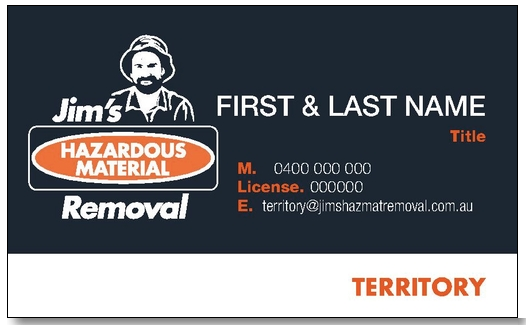 Jim's
HAZARDOUS
MATERIAL
Removal
FIRST & LAST NAME
Title
M. 0400 000 000
License. 000000
E. territory@jimshazmatremoval.com.au
TERRITORY